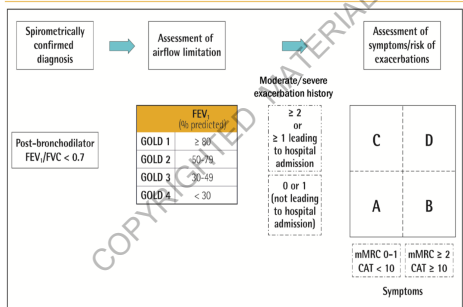 Spirometrically
confirmed
diagnosis
Assessment of
airflow limitation
Assessment of
symptoms/risk of
exacerbations
Post-bronchodilator
FEV₁/FVC < 0.7
FEV₁
(% predicted)
GOLD 1 ≥ 80
GOLD 2 50–79
GOLD 3 30–49
GOLD 4 < 30
Moderate/severe
exacerbation history
≥ 2
or
≥ 1 leading
to hospital
admission
0 or 1
(not leading
to hospital
admission)
C D
A B
mMRC 0–1 mMRC ≥ 2
CAT < 10 CAT ≥ 10
Symptoms
COPYRIGHTED MATERIAL